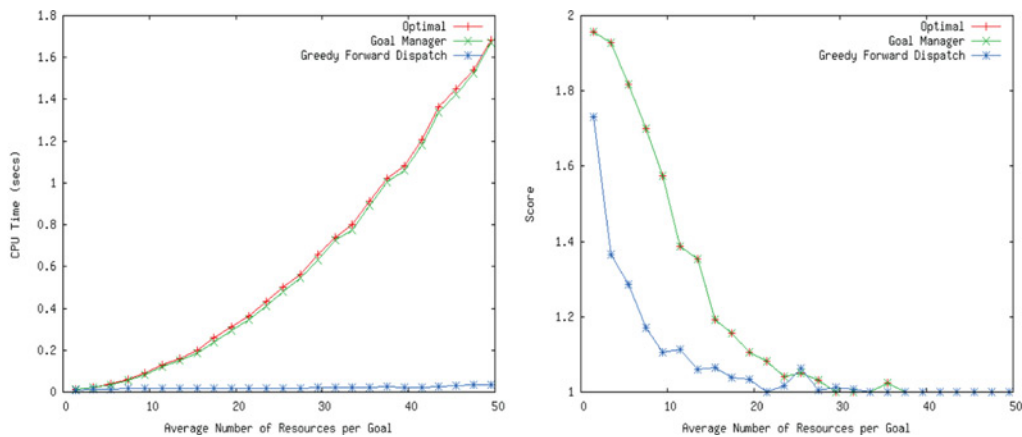 1.8
1.6
1.4
1.2
1
0.8
0.6
0.4
0.2
0
CPU Time (secs)
Optimal
Goal Manager
Greedy Forward Dispatch
0 10 20 30 40 50
Average Number of Resources per Goal
2
1.8
1.6
1.4
1.2
1
Score
Optimal
Goal Manager
Greedy Forward Dispatch
0 10 20 30 40 50
Average Number of Resources per Goal